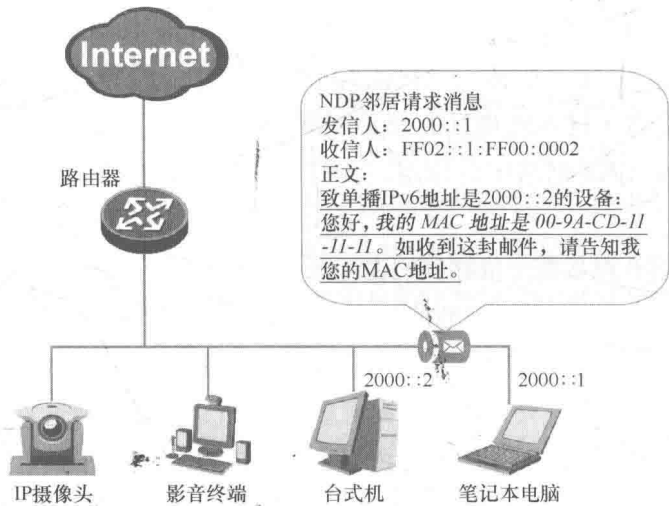 Internet
NDP邻居请求消息
发信人：2000::1
收信人：FF02::1:FF00:0002
正文：
致单播IPv6地址是2000::2的设备：
您好，我的 MAC 地址是 00-9A-CD-11
-11-11。如收到这封邮件，请告知我
您的MAC地址。
路由器
2000::2
2000::1
IP摄像头
影音终端
台式机
笔记本电脑